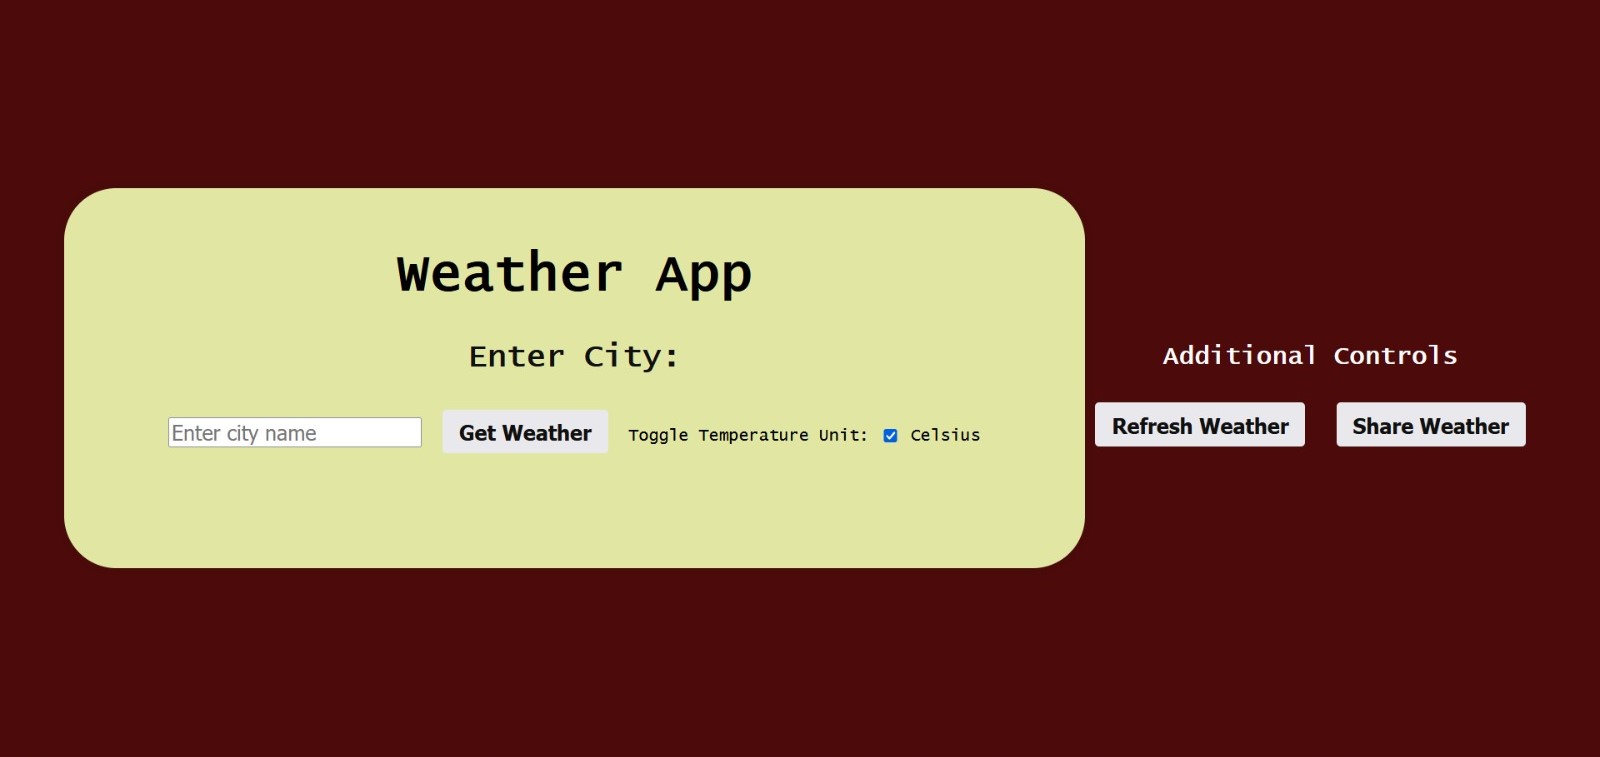 Weather App
Enter City:
Enter city name
Get Weather
Toggle Temperature Unit: Celsius
Additional Controls
Refresh Weather
Share Weather